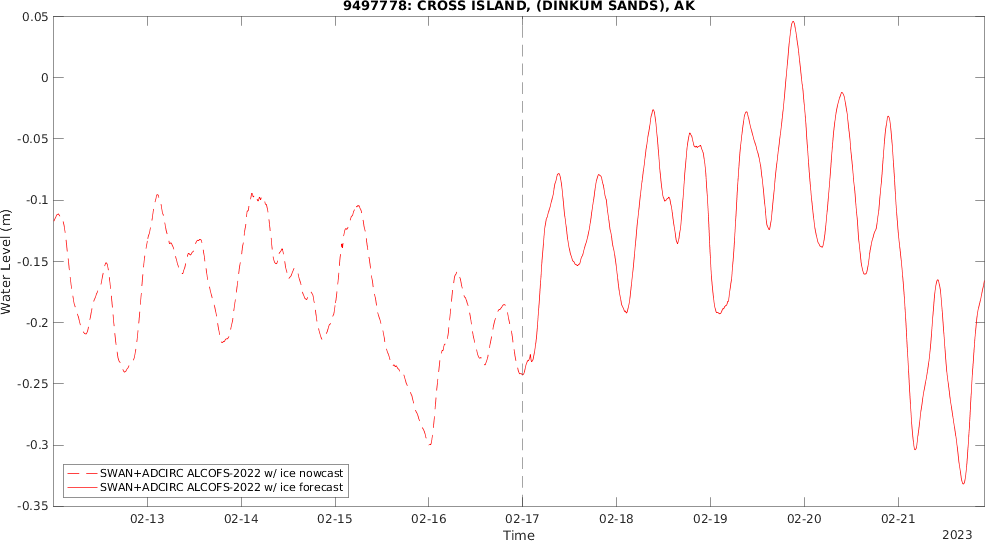 9497778: CROSS ISLAND, (DINKUM SANDS), AK
0.05
0
-0.05
-0.1
-0.15
-0.2
-0.25
-0.3
-0.35
Water Level (m)
SWAN+ADCIRC ALCOFS-2022 w/ ice nowcast
SWAN+ADCIRC ALCOFS-2022 w/ ice forecast
02-13 02-14 02-15 02-16 02-17 02-18 02-19 02-20 02-21
Time
2023